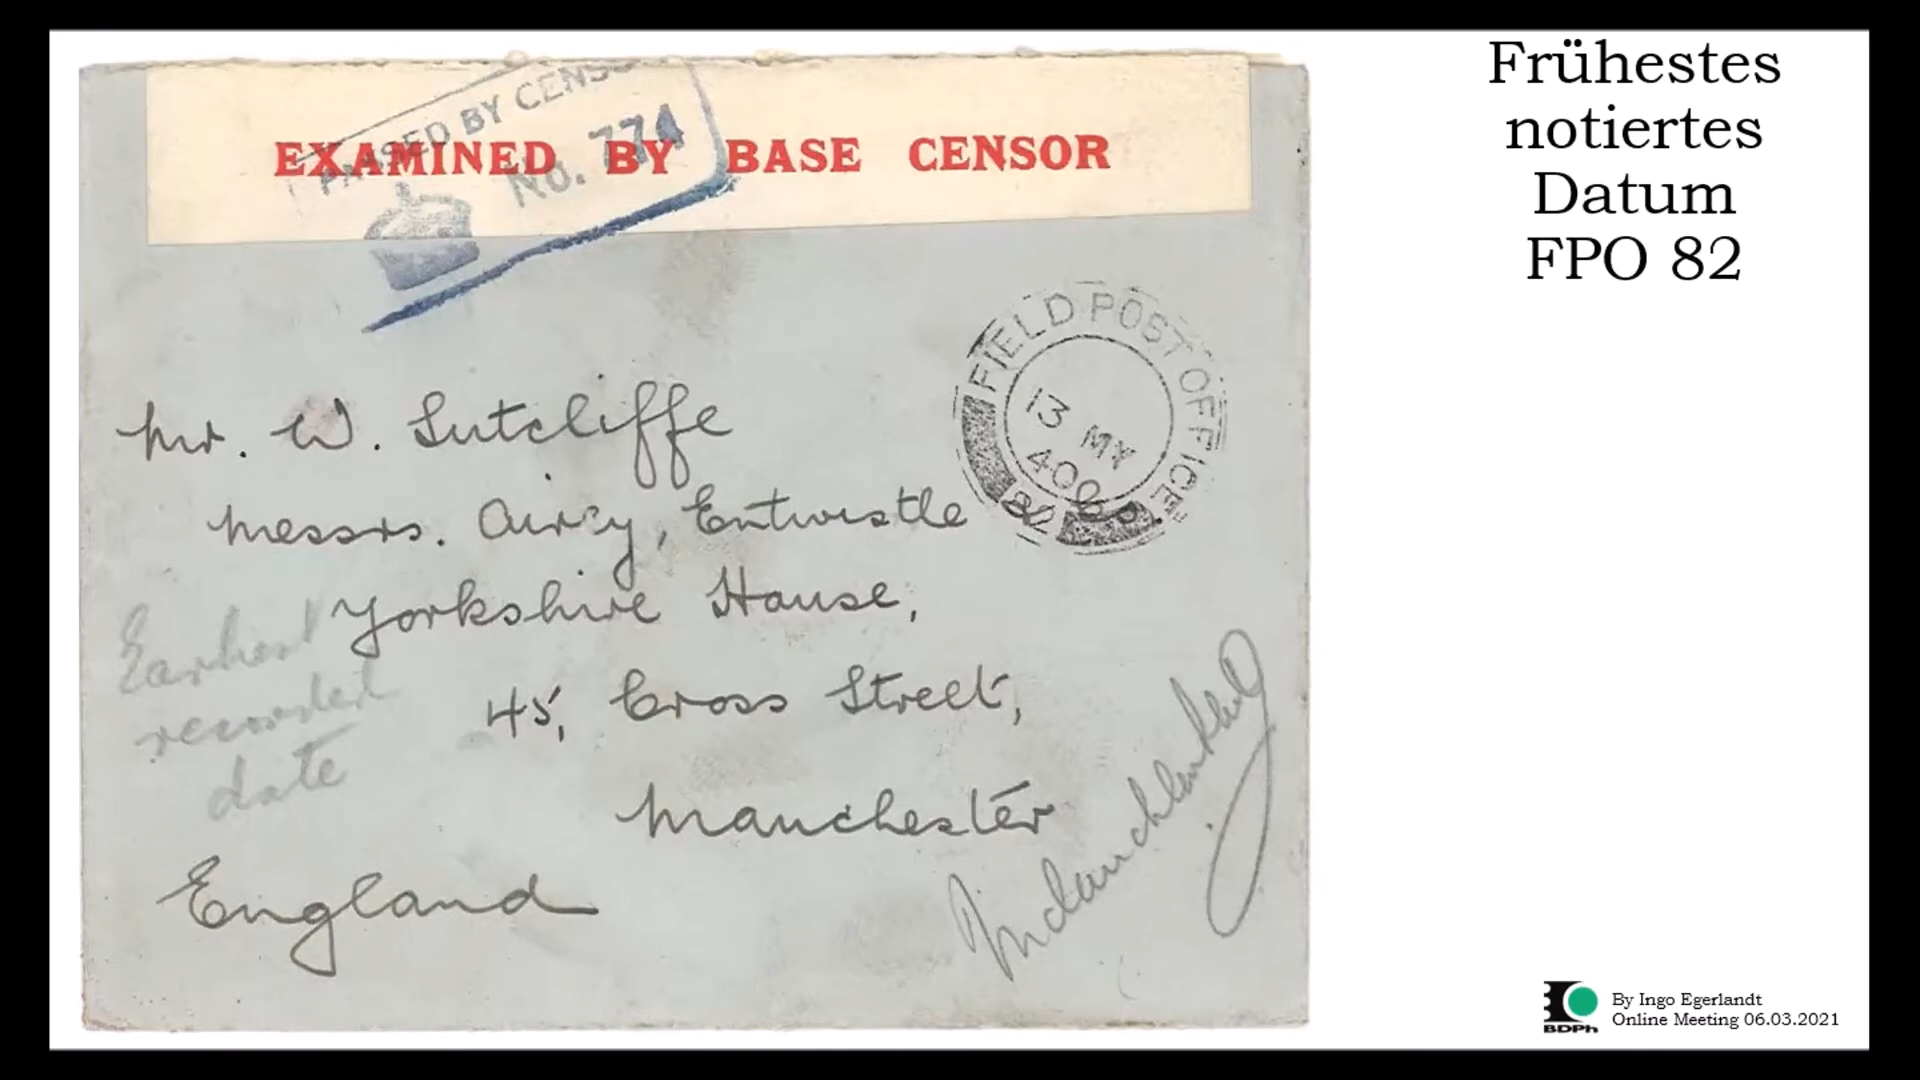 Frühestes
notiertes
Datum
FPO 82
PASSED BY CENSO
No. 774
EXAMINED BY BASE CENSOR
FIELD POST OFFICE
13 MY
40
82
Mr. W. Sutcliffe
Messrs. Airey, Entwistle & Co.
Yorkshire House,
45, Cross Street,
Manchester
England
Earliest
recorded
date
BDPh
By Ingo Egerlandt
Online Meeting 06.03.2021